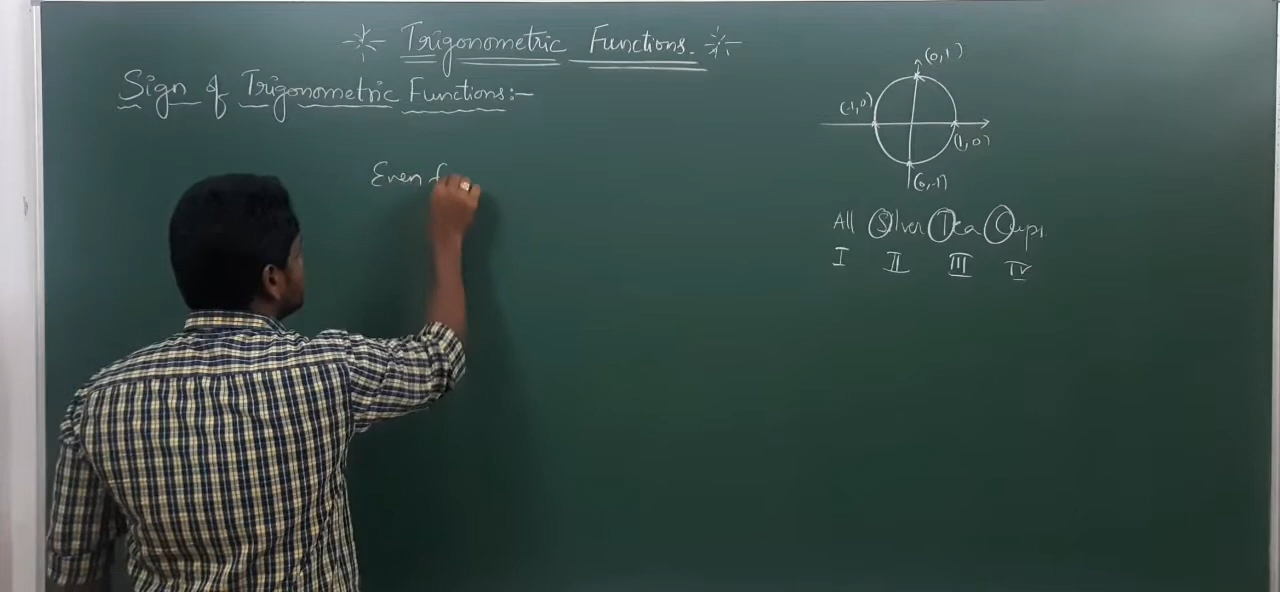 Trigonometric Functions.
Sign of Trigonometric Functions:-
(0,1)
(-1,0)
(1,0)
(0,-1)
Even f
All Silver Tea Cups
I II III IV